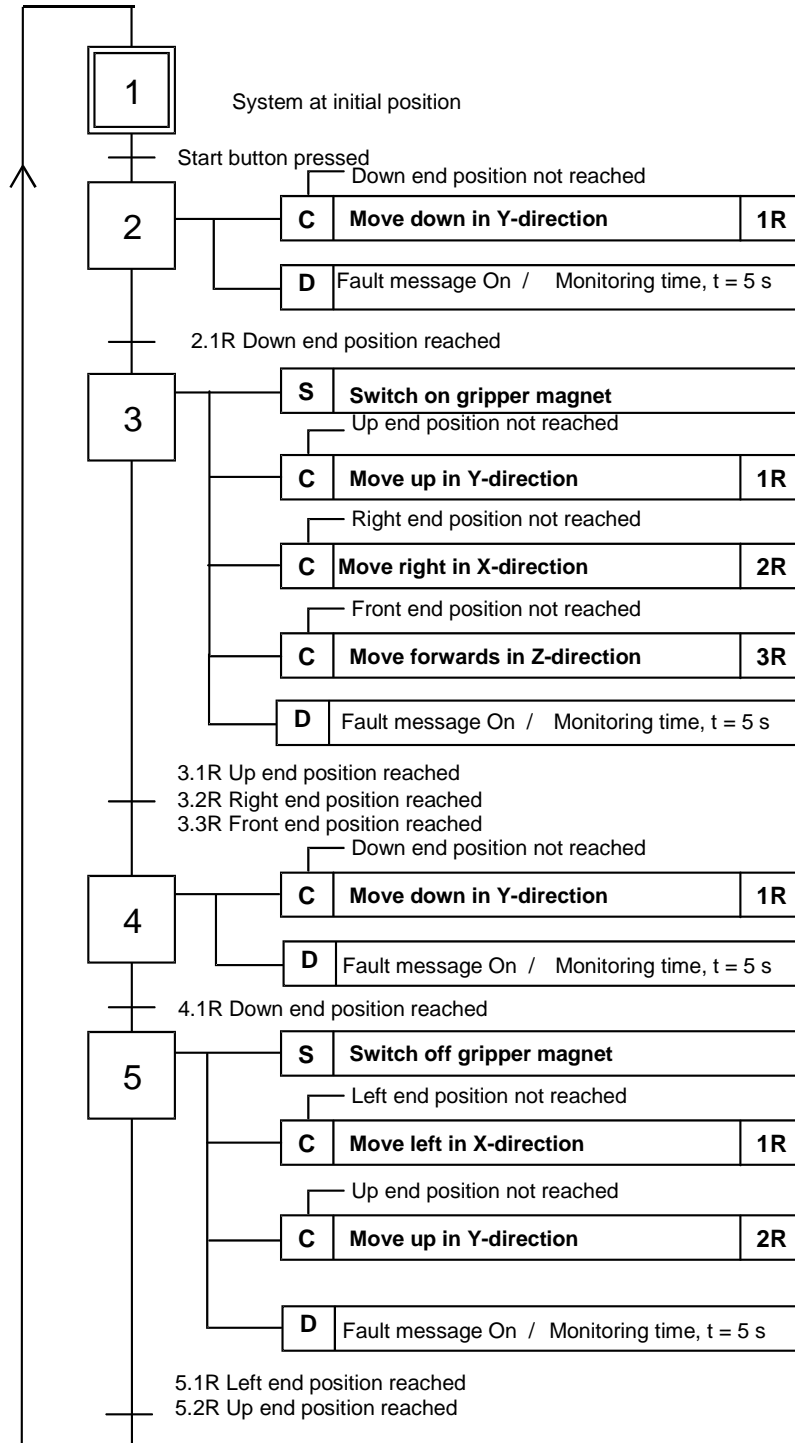 1
System at initial position
Start button pressed
Down end position not reached
2
C Move down in Y-direction 1R
D Fault message On / Monitoring time, t = 5 s
2.1R Down end position reached
3
S Switch on gripper magnet
Up end position not reached
C Move up in Y-direction 1R
Right end position not reached
C Move right in X-direction 2R
Front end position not reached
C Move forwards in Z-direction 3R
D Fault message On / Monitoring time, t = 5 s
3.1R Up end position reached
3.2R Right end position reached
3.3R Front end position reached
Down end position not reached
4
C Move down in Y-direction 1R
D Fault message On / Monitoring time, t = 5 s
4.1R Down end position reached
5
S Switch off gripper magnet
Left end position not reached
C Move left in X-direction 1R
Up end position not reached
C Move up in Y-direction 2R
D Fault message On / Monitoring time, t = 5 s
5.1R Left end position reached
5.2R Up end position reached